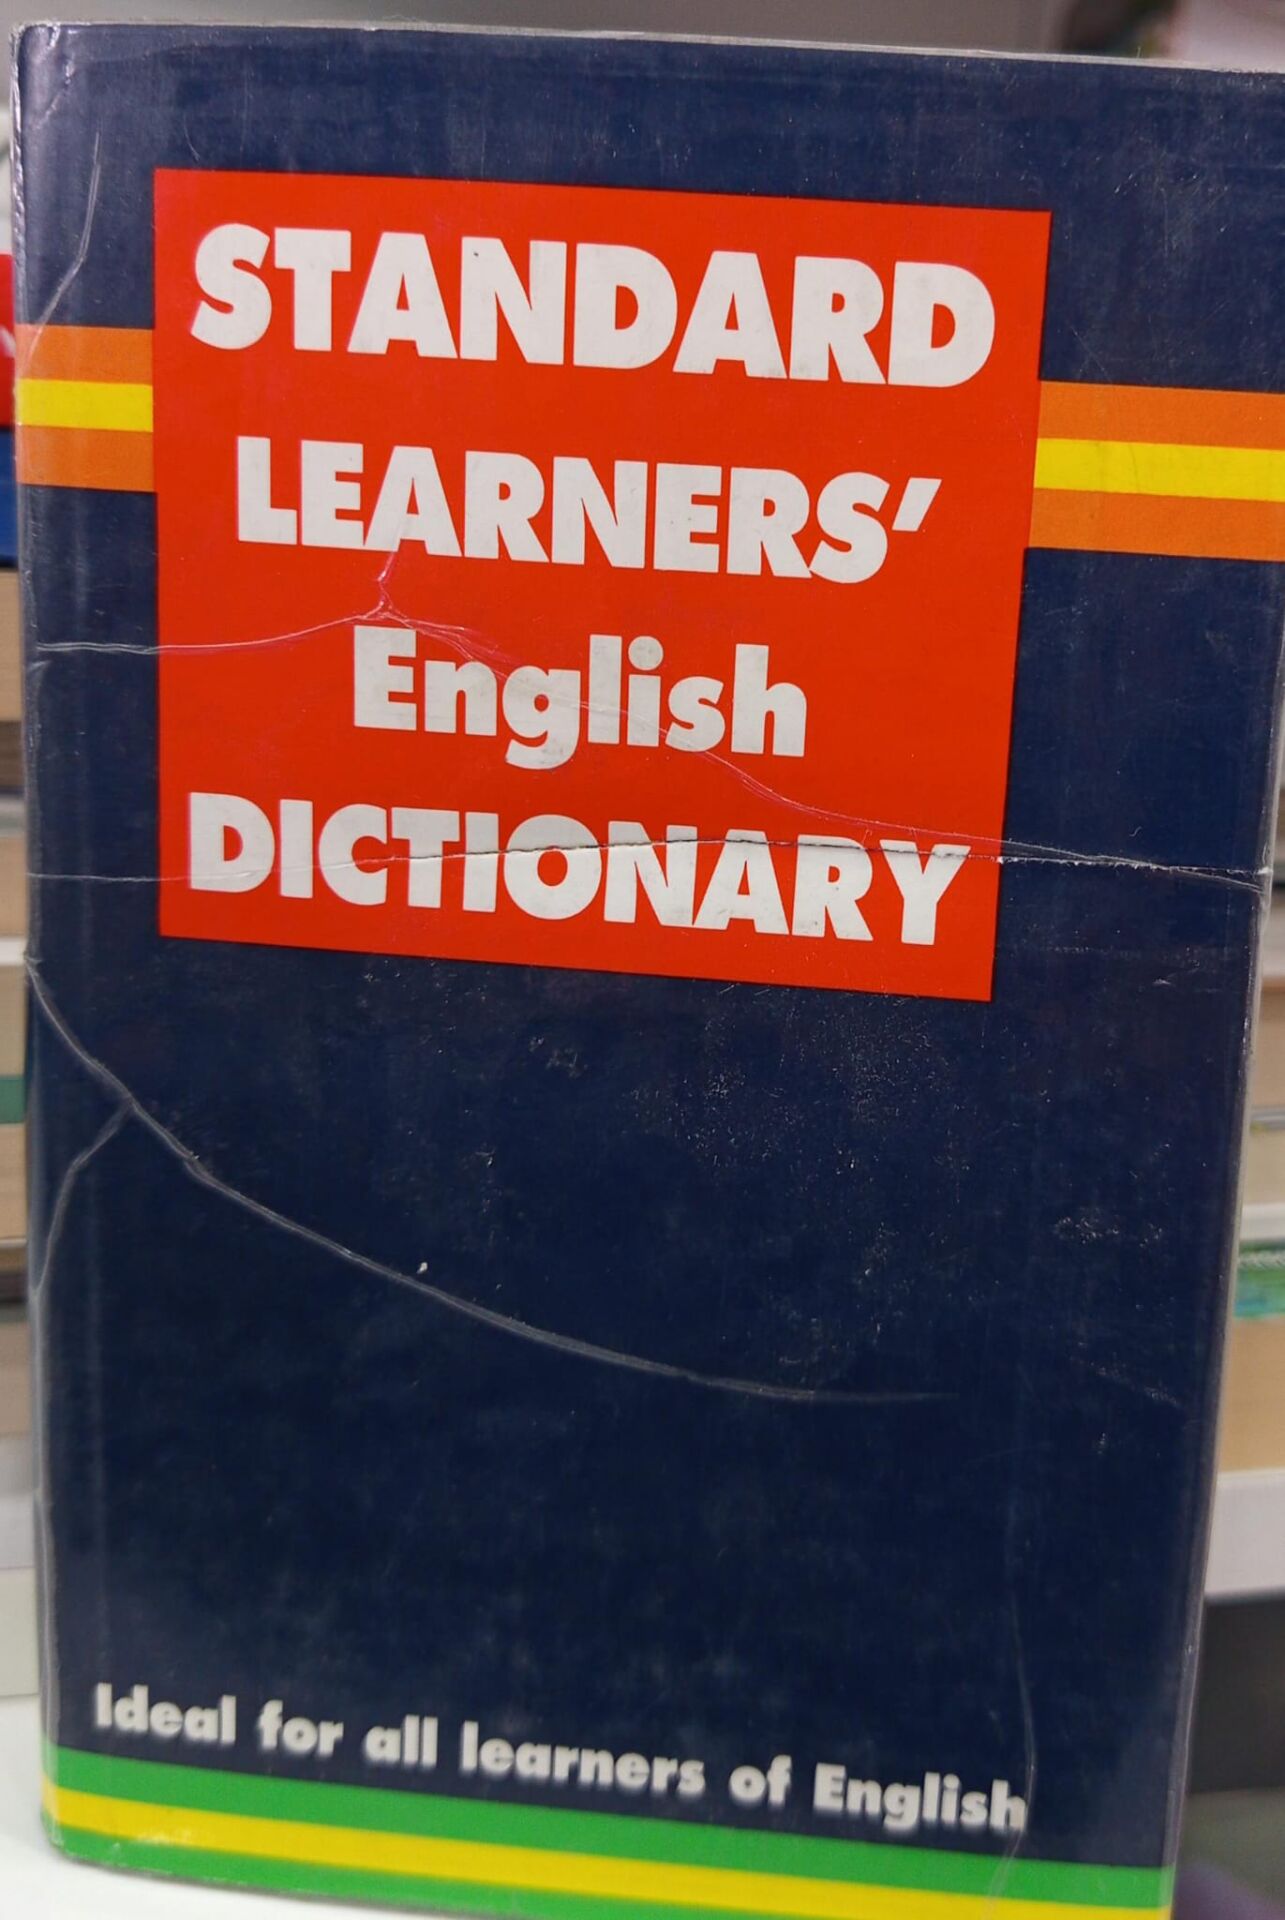 STANDARD
LEARNERS'
English
DICTIONARY
Ideal for all learners of English